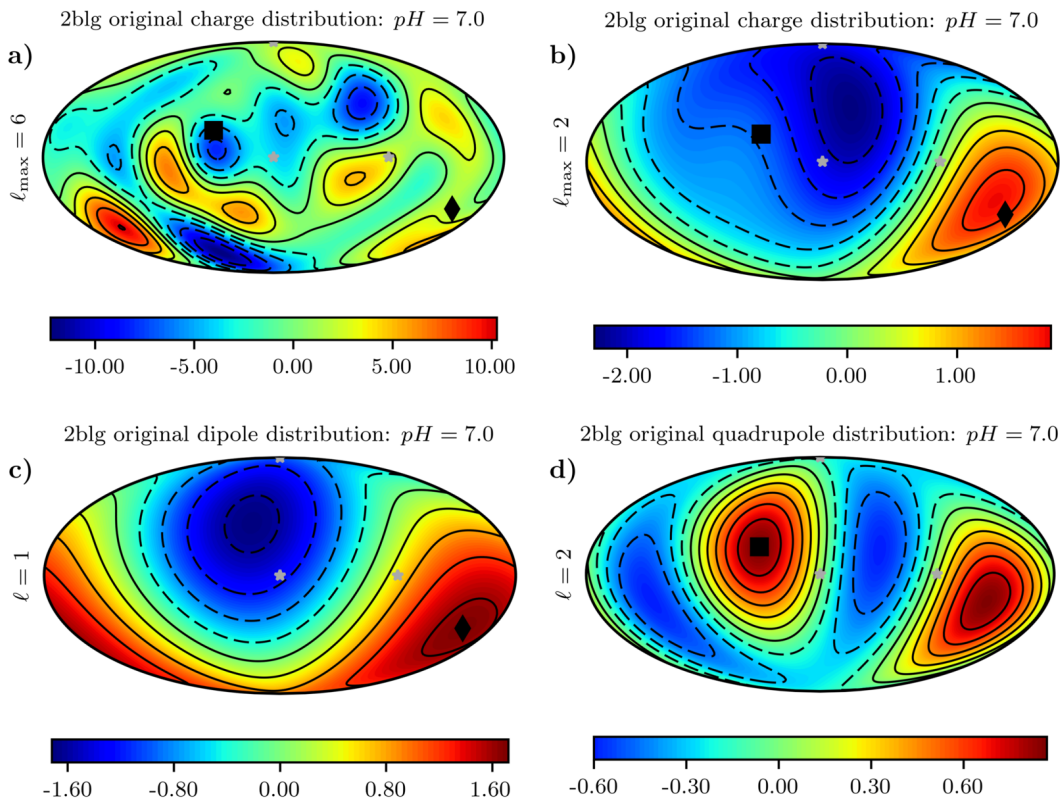 2blg original charge distribution: pH = 7.0
a)
ℓmax = 6
-10.00 -5.00 0.00 5.00 10.00
2blg original charge distribution: pH = 7.0
b)
ℓmax = 2
-2.00 -1.00 0.00 1.00
2blg original dipole distribution: pH = 7.0
c)
ℓ = 1
-1.60 -0.80 0.00 0.80 1.60
2blg original quadrupole distribution: pH = 7.0
d)
ℓ = 2
-0.60 -0.30 0.00 0.30 0.60